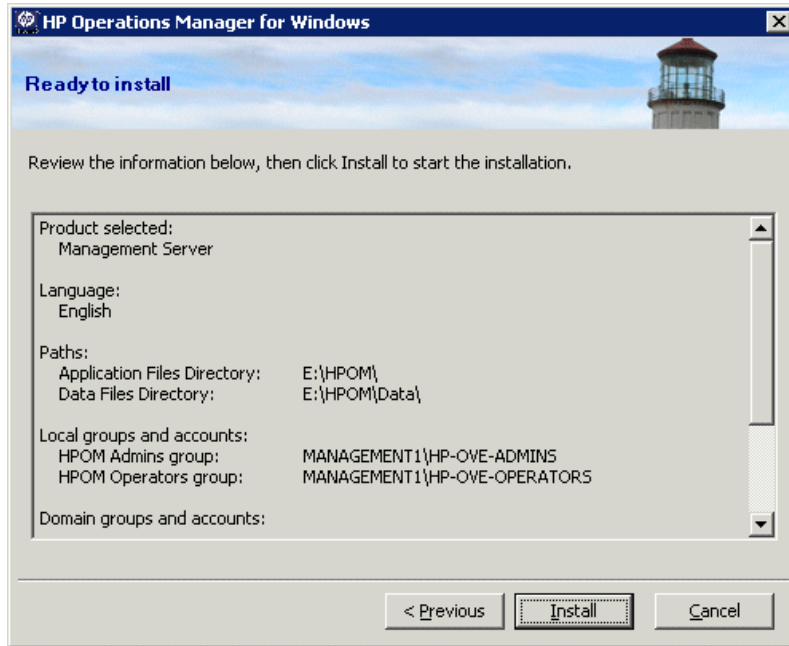 HP Operations Manager for Windows
Ready to install
Review the information below, then click Install to start the installation.
Product selected:
Management Server
Language:
English
Paths:
Application Files Directory: E:\HPOM\
Data Files Directory: E:\HPOM\Data\
Local groups and accounts:
HPOM Admins group: MANAGEMENT1\HP-OVE-ADMINS
HPOM Operators group: MANAGEMENT1\HP-OVE-OPERATORS
Domain groups and accounts:
< Previous Install Cancel